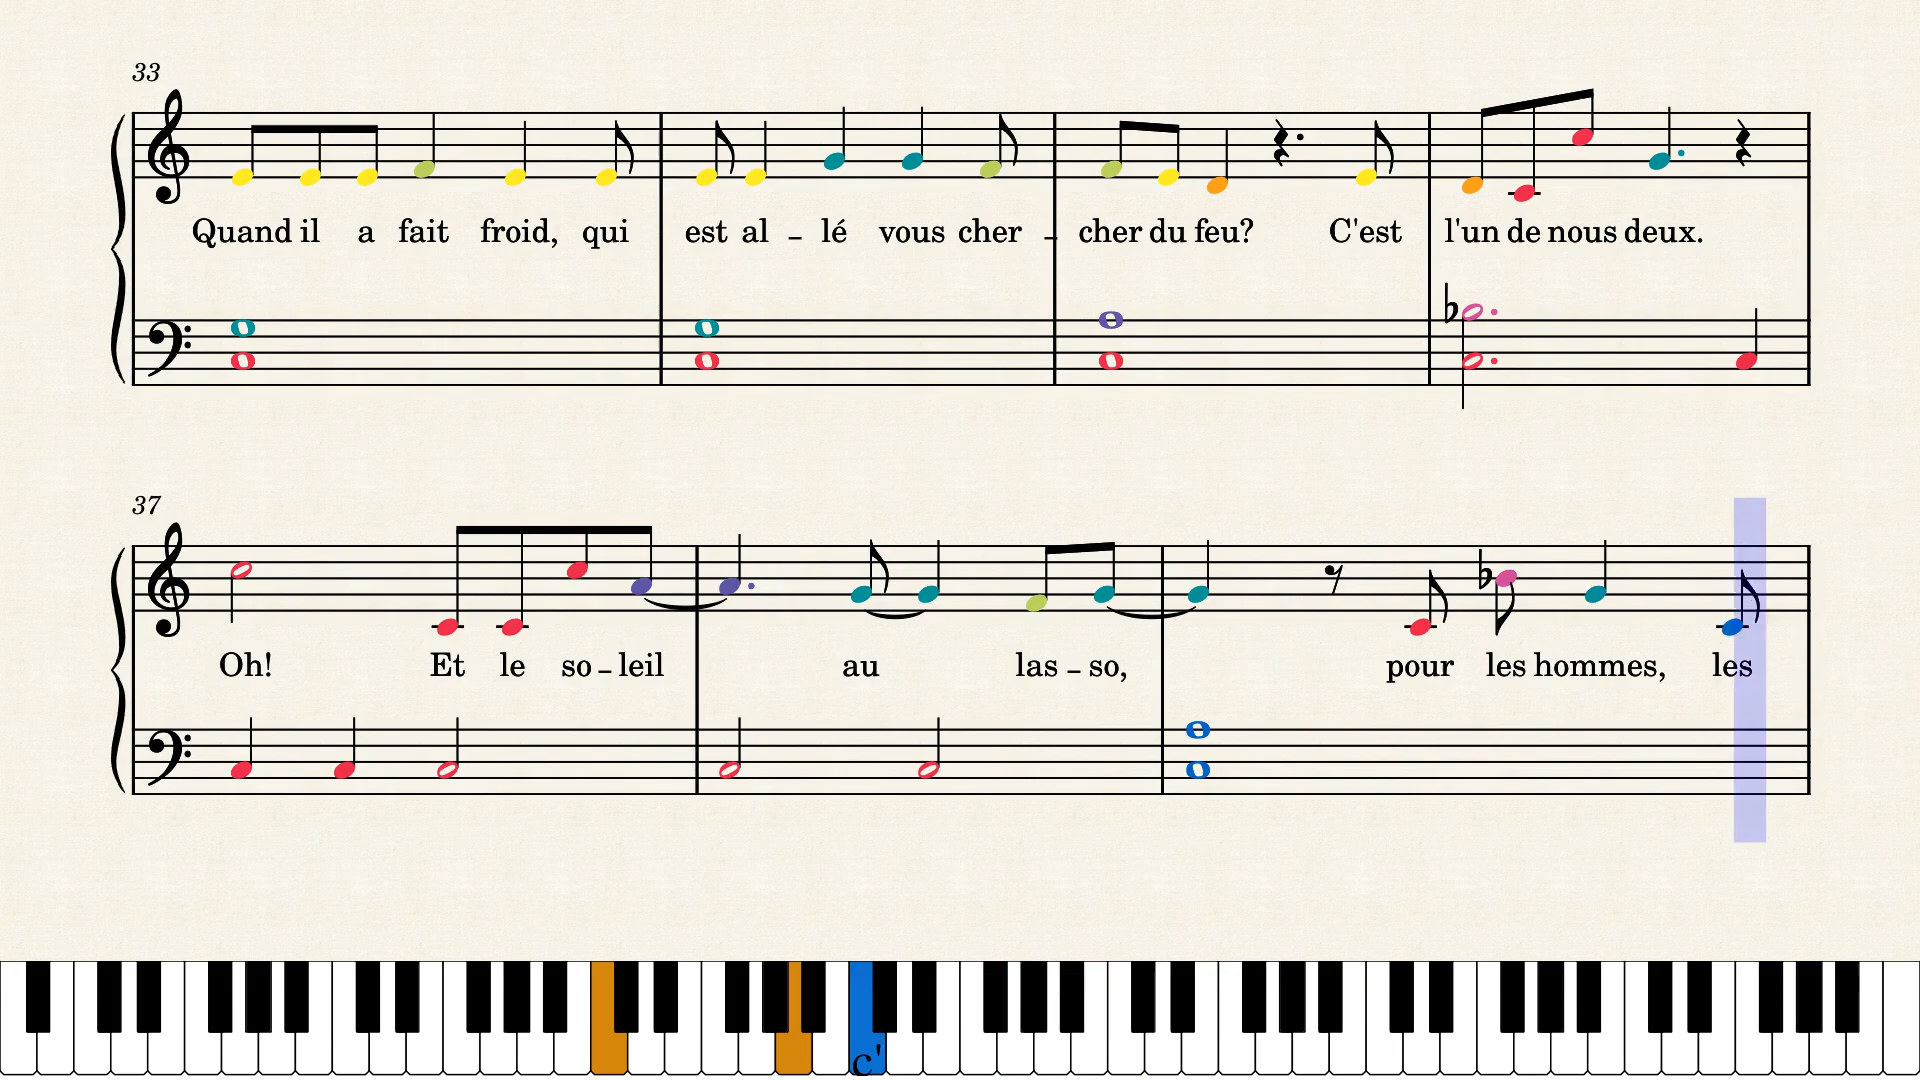 33
Quand il a fait froid, qui est al – lé vous cher – cher du feu? C'est l'un de nous deux.
37
Oh! Et le so – leil au las – so, pour les hommes, les
c'